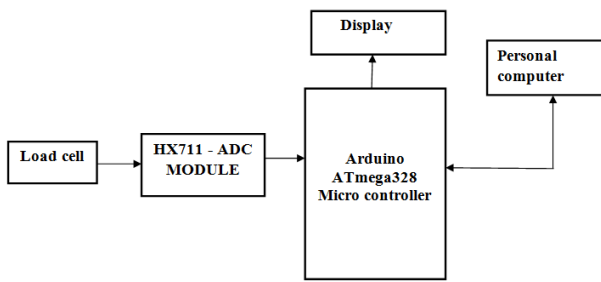 Display
Personal
computer
Load cell
HX711 - ADC
MODULE
Arduino
ATmega328
Micro controller